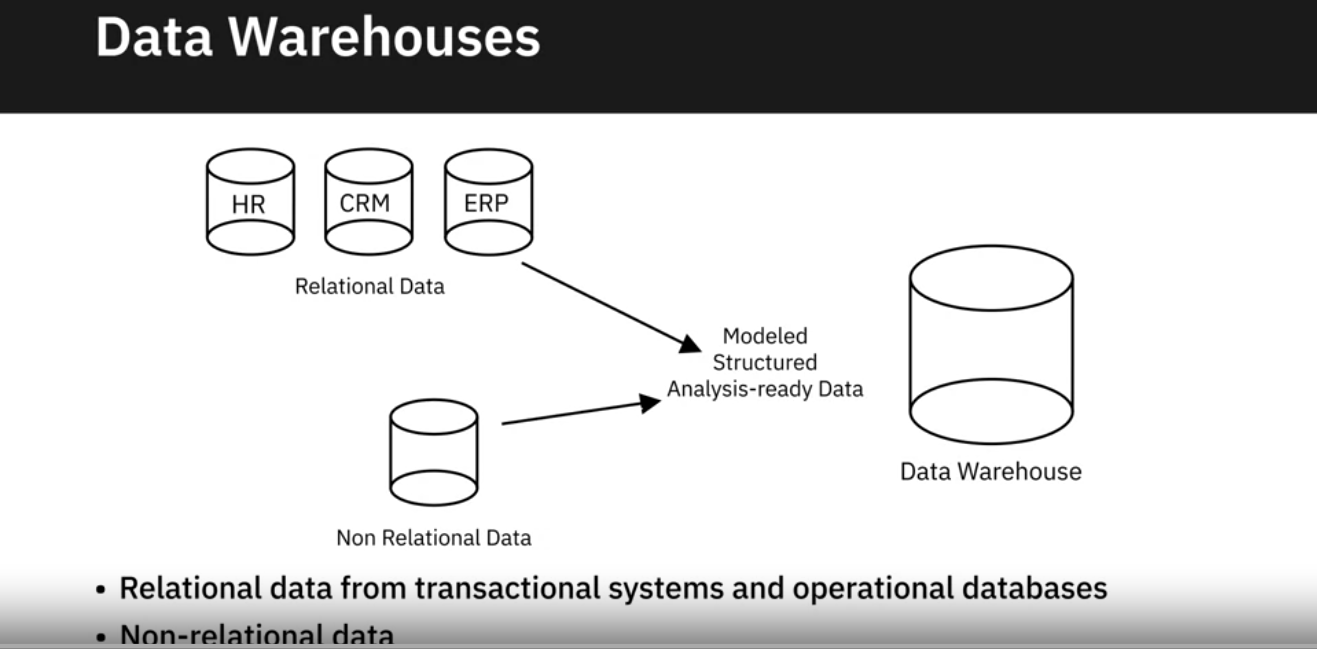 Data Warehouses
HR
CRM
ERP
Relational Data
Modeled
Structured
Analysis-ready Data
Data Warehouse
Non Relational Data
• Relational data from transactional systems and operational databases
• Non-relational data